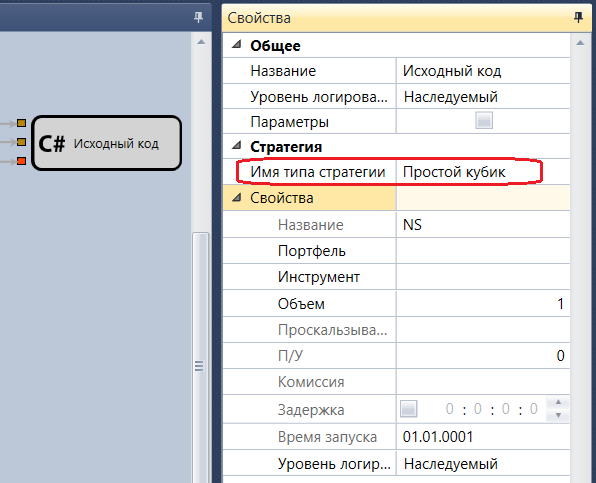 Свойства
C# Исходный код
Общее
Название Исходный код
Уровень логирова... Наследуемый
Параметры
Стратегия
Имя типа стратегии Простой кубик
Свойства
Название NS
Портфель
Инструмент
Объем 1
Проскальзыва...
П/У 0
Комиссия
Задержка 0 : 0 : 0 : 0
Время запуска 01.01.0001
Уровень логир... Наследуемый